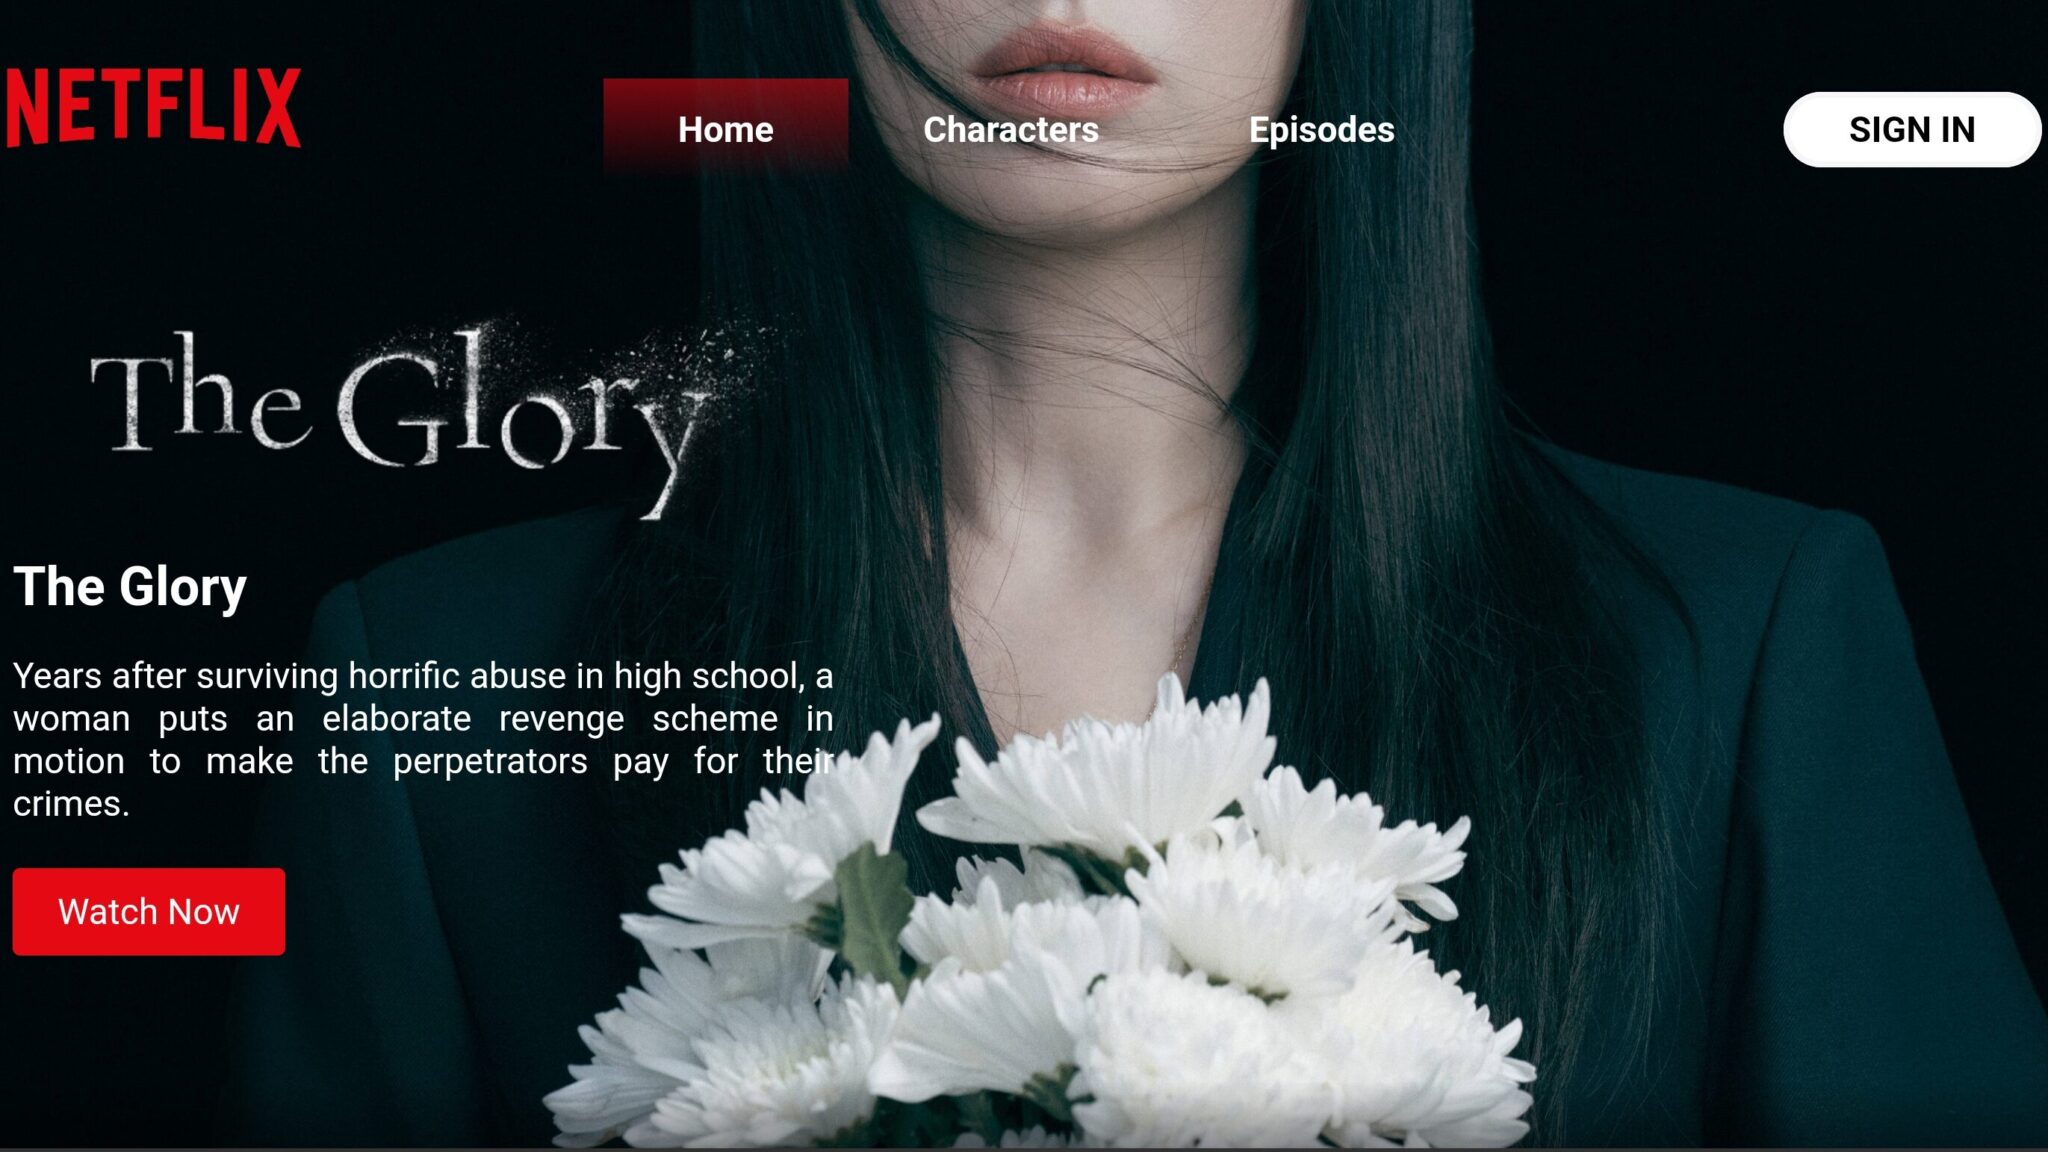 NETFLIX
Home
Characters
Episodes
SIGN IN
The Glory
The Glory
Years after surviving horrific abuse in high school, a
woman puts an elaborate revenge scheme in
motion to make the perpetrators pay for their
crimes.
Watch Now